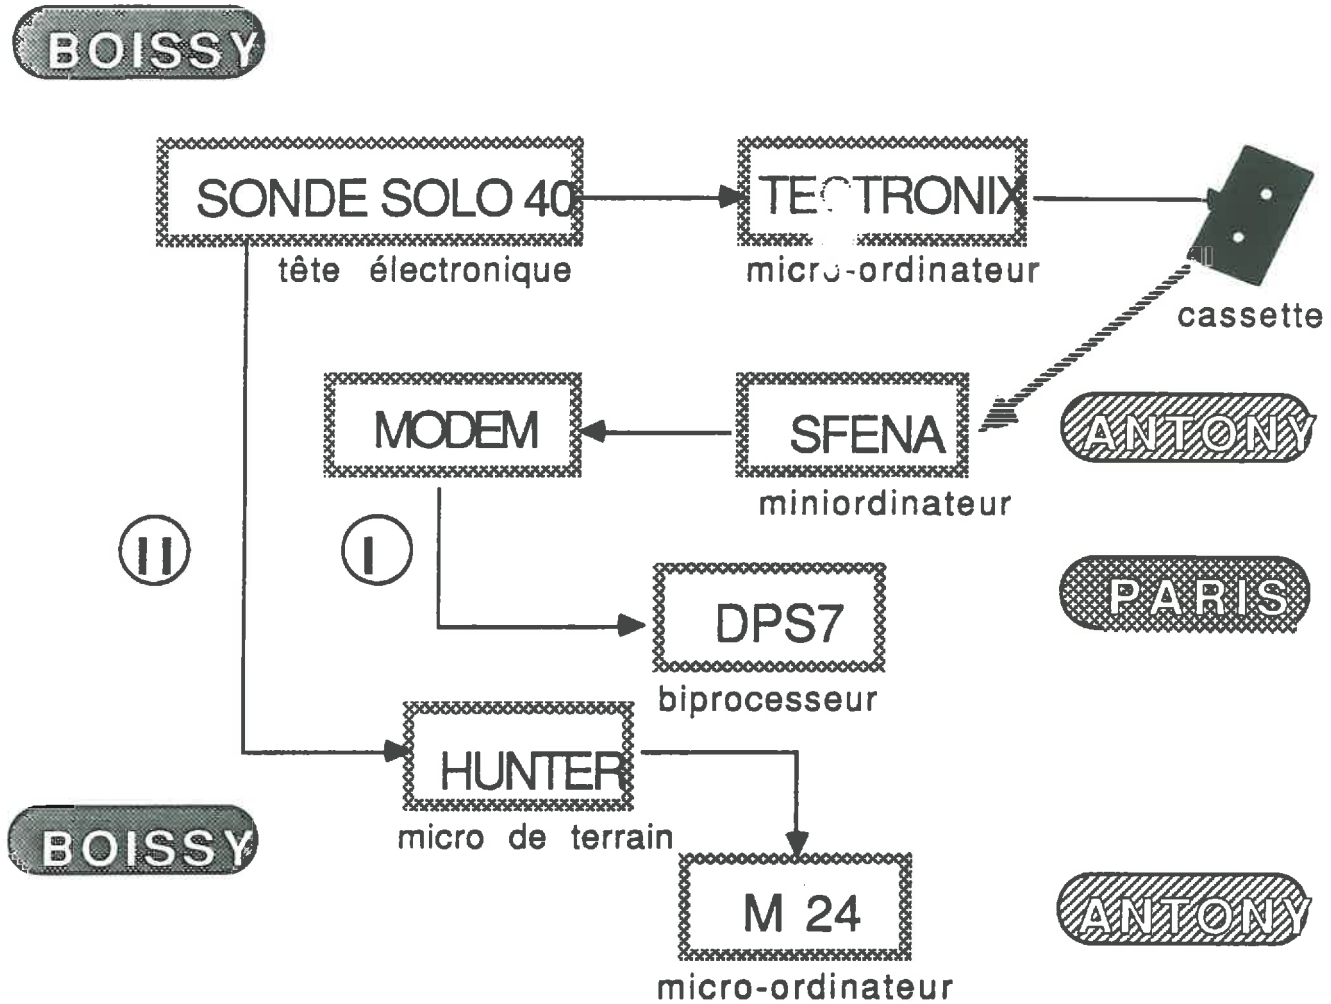 BOISSY
SONDE SOLO 40
TECTRONIX
tête électronique
micro-ordinateur
cassette
MODEM
SFENA
ANTONY
miniordinateur
II
I
PARIS
DPS7
biprocesseur
HUNTER
BOISSY
micro de terrain
M 24
ANTONY
micro-ordinateur